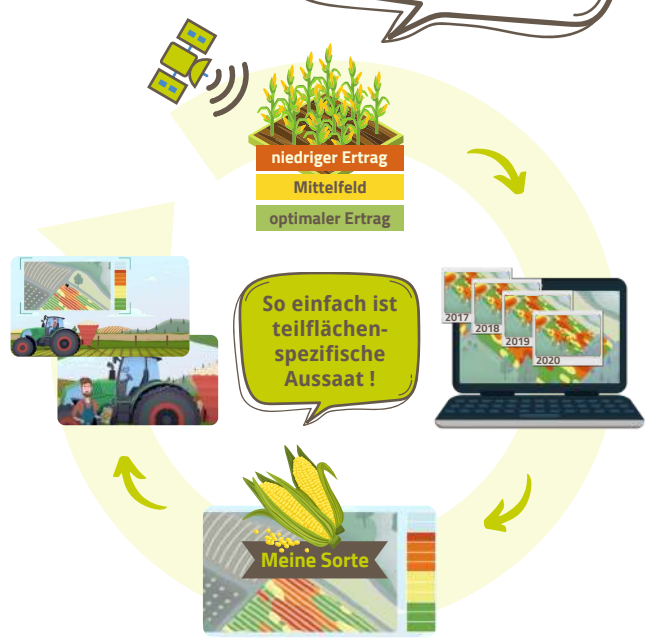 niedriger Ertrag
Mittelfeld
optimaler Ertrag
So einfach ist
teilflächen-
spezifische
Aussaat !
2017
2018
2019
2020
Meine Sorte